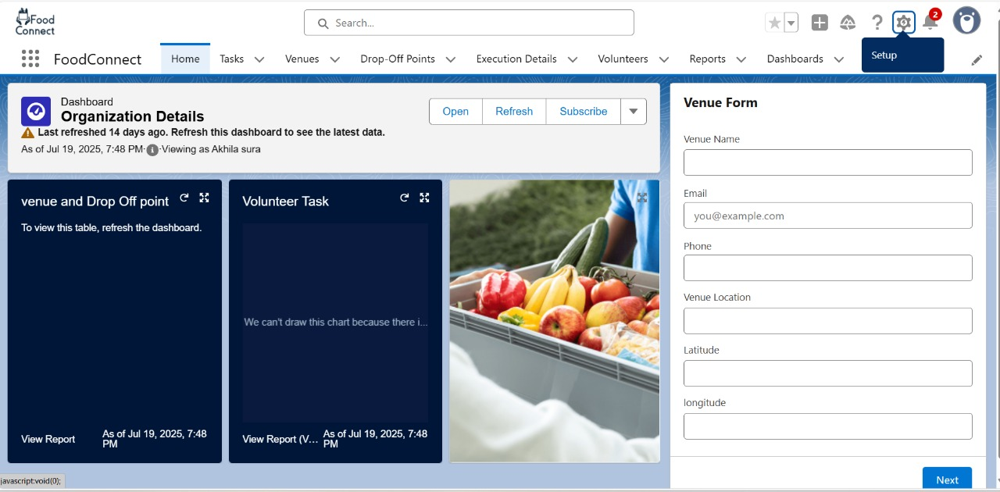 Food
Connect
Search...
2
FoodConnect
Home
Tasks
Venues
Drop-Off Points
Execution Details
Volunteers
Reports
Dashboards
Setup
Dashboard
Organization Details
Last refreshed 14 days ago. Refresh this dashboard to see the latest data.
As of Jul 19, 2025, 7:48 PM·Viewing as Akhila sura
Open
Refresh
Subscribe
venue and Drop Off point
To view this table, refresh the dashboard.
View Report
As of Jul 19, 2025, 7:48
PM
Volunteer Task
We can't draw this chart because there i...
View Report (V...
As of Jul 19, 2025, 7:48
PM
Venue Form
Venue Name
Email
you@example.com
Phone
Venue Location
Latitude
longitude
Next
javascript:void(0);